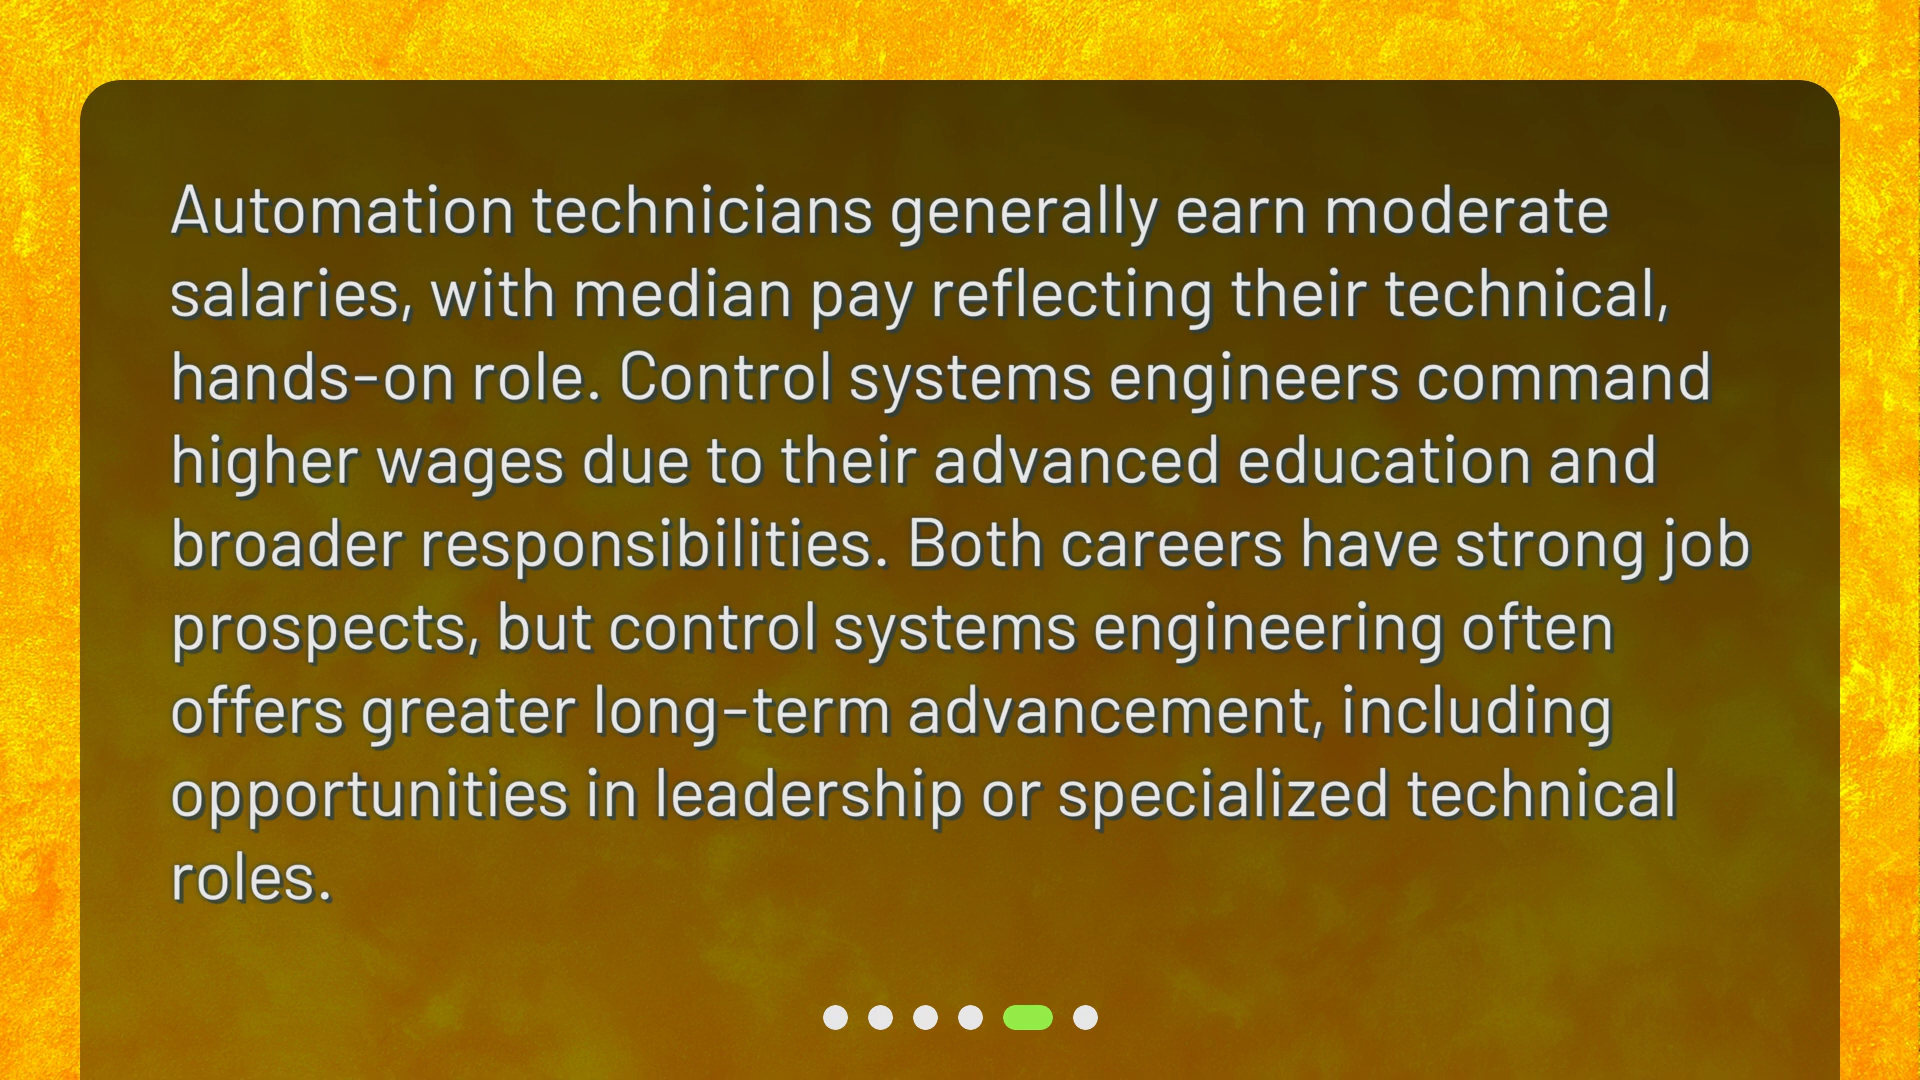 Automation technicians generally earn moderate
salaries, with median pay reflecting their technical,
hands-on role. Control systems engineers command
higher wages due to their advanced education and
broader responsibilities. Both careers have strong job
prospects, but control systems engineering often
offers greater long-term advancement, including
opportunities in leadership or specialized technical
roles.